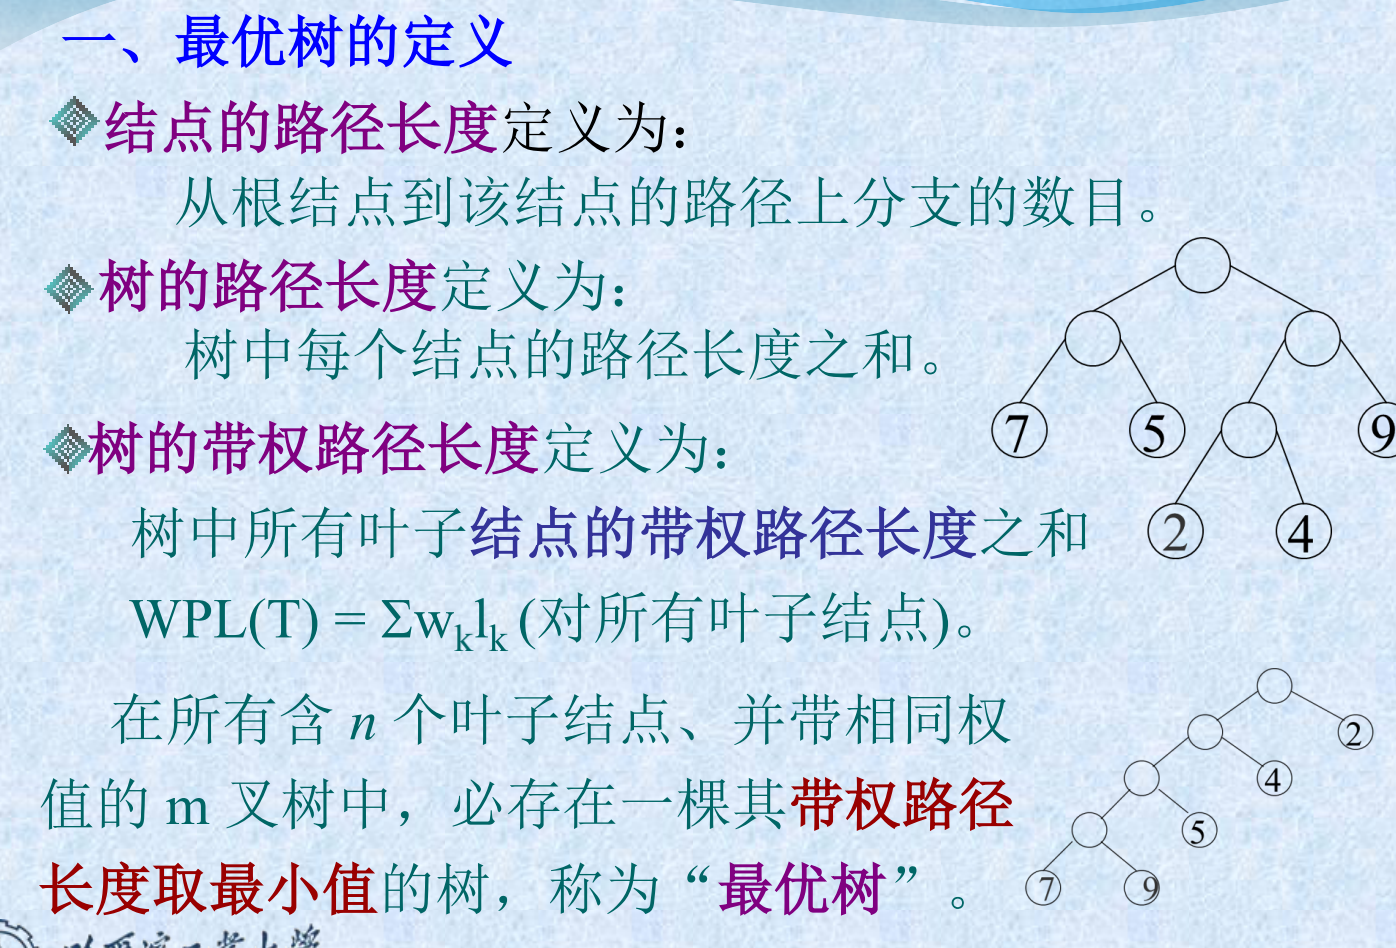 一、最优树的定义
结点的路径长度定义为：
从根结点到该结点的路径上分支的数目。
树的路径长度定义为：
树中每个结点的路径长度之和。
7 5 9
树的带权路径长度定义为：
树中所有叶子结点的带权路径长度之和
2 4
WPL(T) = Σwₖlₖ (对所有叶子结点)。
在所有含 n 个叶子结点、并带相同权
2
值的 m 叉树中，必存在一棵其带权路径
4
5
长度取最小值的树，称为“最优树”。
7 9